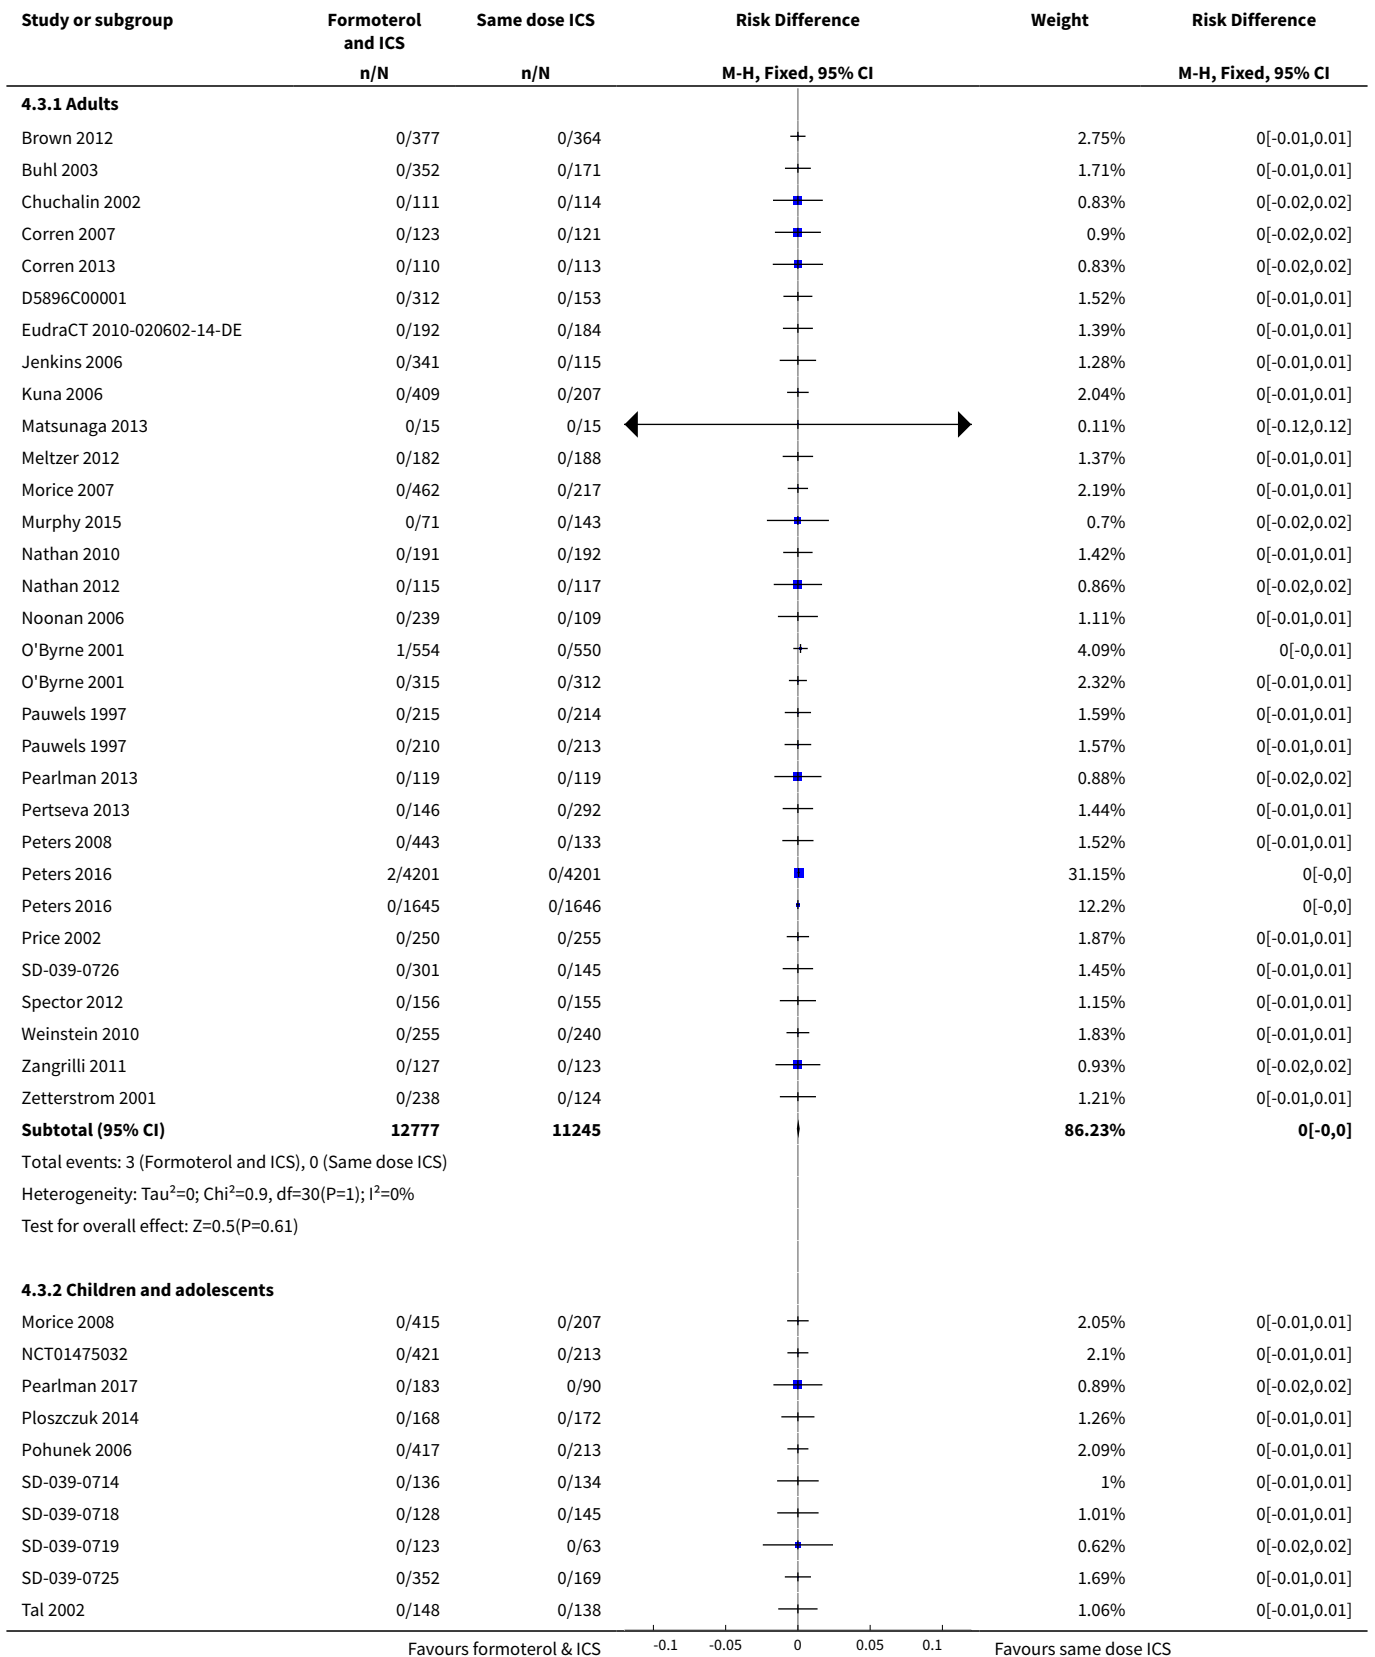 Study or subgroup Formoterol and ICS Same dose ICS Risk Difference Weight Risk Difference
n/N n/N M-H, Fixed, 95% CI M-H, Fixed, 95% CI
4.3.1 Adults
Brown 2012 0/377 0/364 2.75% 0[-0.01,0.01]
Buhl 2003 0/352 0/171 1.71% 0[-0.01,0.01]
Chuchalin 2002 0/111 0/114 0.83% 0[-0.02,0.02]
Corren 2007 0/123 0/121 0.9% 0[-0.02,0.02]
Corren 2013 0/110 0/113 0.83% 0[-0.02,0.02]
D5896C00001 0/312 0/153 1.52% 0[-0.01,0.01]
EudraCT 2010-020602-14-DE 0/192 0/184 1.39% 0[-0.01,0.01]
Jenkins 2006 0/341 0/115 1.28% 0[-0.01,0.01]
Kuna 2006 0/409 0/207 2.04% 0[-0.01,0.01]
Matsunaga 2013 0/15 0/15 0.11% 0[-0.12,0.12]
Meltzer 2012 0/182 0/188 1.37% 0[-0.01,0.01]
Morice 2007 0/462 0/217 2.19% 0[-0.01,0.01]
Murphy 2015 0/71 0/143 0.7% 0[-0.02,0.02]
Nathan 2010 0/191 0/192 1.42% 0[-0.01,0.01]
Nathan 2012 0/115 0/117 0.86% 0[-0.02,0.02]
Noonan 2006 0/239 0/109 1.11% 0[-0.01,0.01]
O'Byrne 2001 1/554 0/550 4.09% 0[-0,0.01]
O'Byrne 2001 0/315 0/312 2.32% 0[-0.01,0.01]
Pauwels 1997 0/215 0/214 1.59% 0[-0.01,0.01]
Pauwels 1997 0/210 0/213 1.57% 0[-0.01,0.01]
Pearlman 2013 0/119 0/119 0.88% 0[-0.02,0.02]
Pertseva 2013 0/146 0/292 1.44% 0[-0.01,0.01]
Peters 2008 0/443 0/133 1.52% 0[-0.01,0.01]
Peters 2016 2/4201 0/4201 31.15% 0[-0,0]
Peters 2016 0/1645 0/1646 12.2% 0[-0,0]
Price 2002 0/250 0/255 1.87% 0[-0.01,0.01]
SD-039-0726 0/301 0/145 1.45% 0[-0.01,0.01]
Spector 2012 0/156 0/155 1.15% 0[-0.01,0.01]
Weinstein 2010 0/255 0/240 1.83% 0[-0.01,0.01]
Zangrilli 2011 0/127 0/123 0.93% 0[-0.02,0.02]
Zetterstrom 2001 0/238 0/124 1.21% 0[-0.01,0.01]
Subtotal (95% CI) 12777 11245 86.23% 0[-0,0]
Total events: 3 (Formoterol and ICS), 0 (Same dose ICS)
Heterogeneity: Tau²=0; Chi²=0.9, df=30(P=1); I²=0%
Test for overall effect: Z=0.5(P=0.61)
4.3.2 Children and adolescents
Morice 2008 0/415 0/207 2.05% 0[-0.01,0.01]
NCT01475032 0/421 0/213 2.1% 0[-0.01,0.01]
Pearlman 2017 0/183 0/90 0.89% 0[-0.02,0.02]
Ploszczuk 2014 0/168 0/172 1.26% 0[-0.01,0.01]
Pohunek 2006 0/417 0/213 2.09% 0[-0.01,0.01]
SD-039-0714 0/136 0/134 1% 0[-0.01,0.01]
SD-039-0718 0/128 0/145 1.01% 0[-0.01,0.01]
SD-039-0719 0/123 0/63 0.62% 0[-0.02,0.02]
SD-039-0725 0/352 0/169 1.69% 0[-0.01,0.01]
Tal 2002 0/148 0/138 1.06% 0[-0.01,0.01]
Favours formoterol & ICS -0.1 -0.05 0 0.05 0.1 Favours same dose ICS